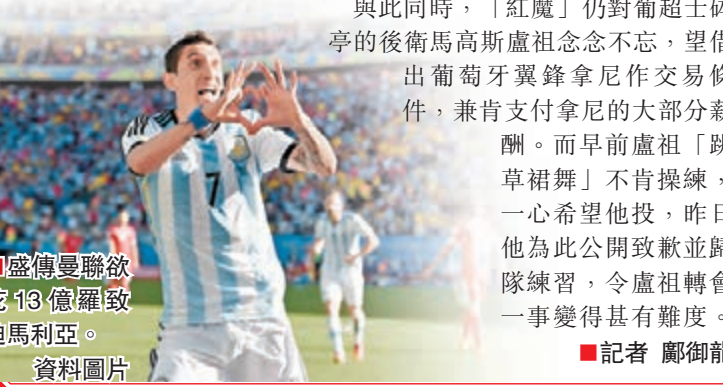 與此同時，「紅魔」仍對葡超士砵
亭的後衛馬高斯盧祖念念不忘，望借
出葡萄牙翼鋒拿尼作交易條
件，兼肯支付拿尼的大部分薪
酬。而早前盧祖「跳
草裙舞」不肯操練，
一心希望他投，昨日
他為此公開致歉並歸
隊練習，令盧祖轉會
一事變得甚有難度。
■記者 鄺御龍
■盛傳曼聯欲
花13億羅致
迪馬利亞。
資料圖片
7